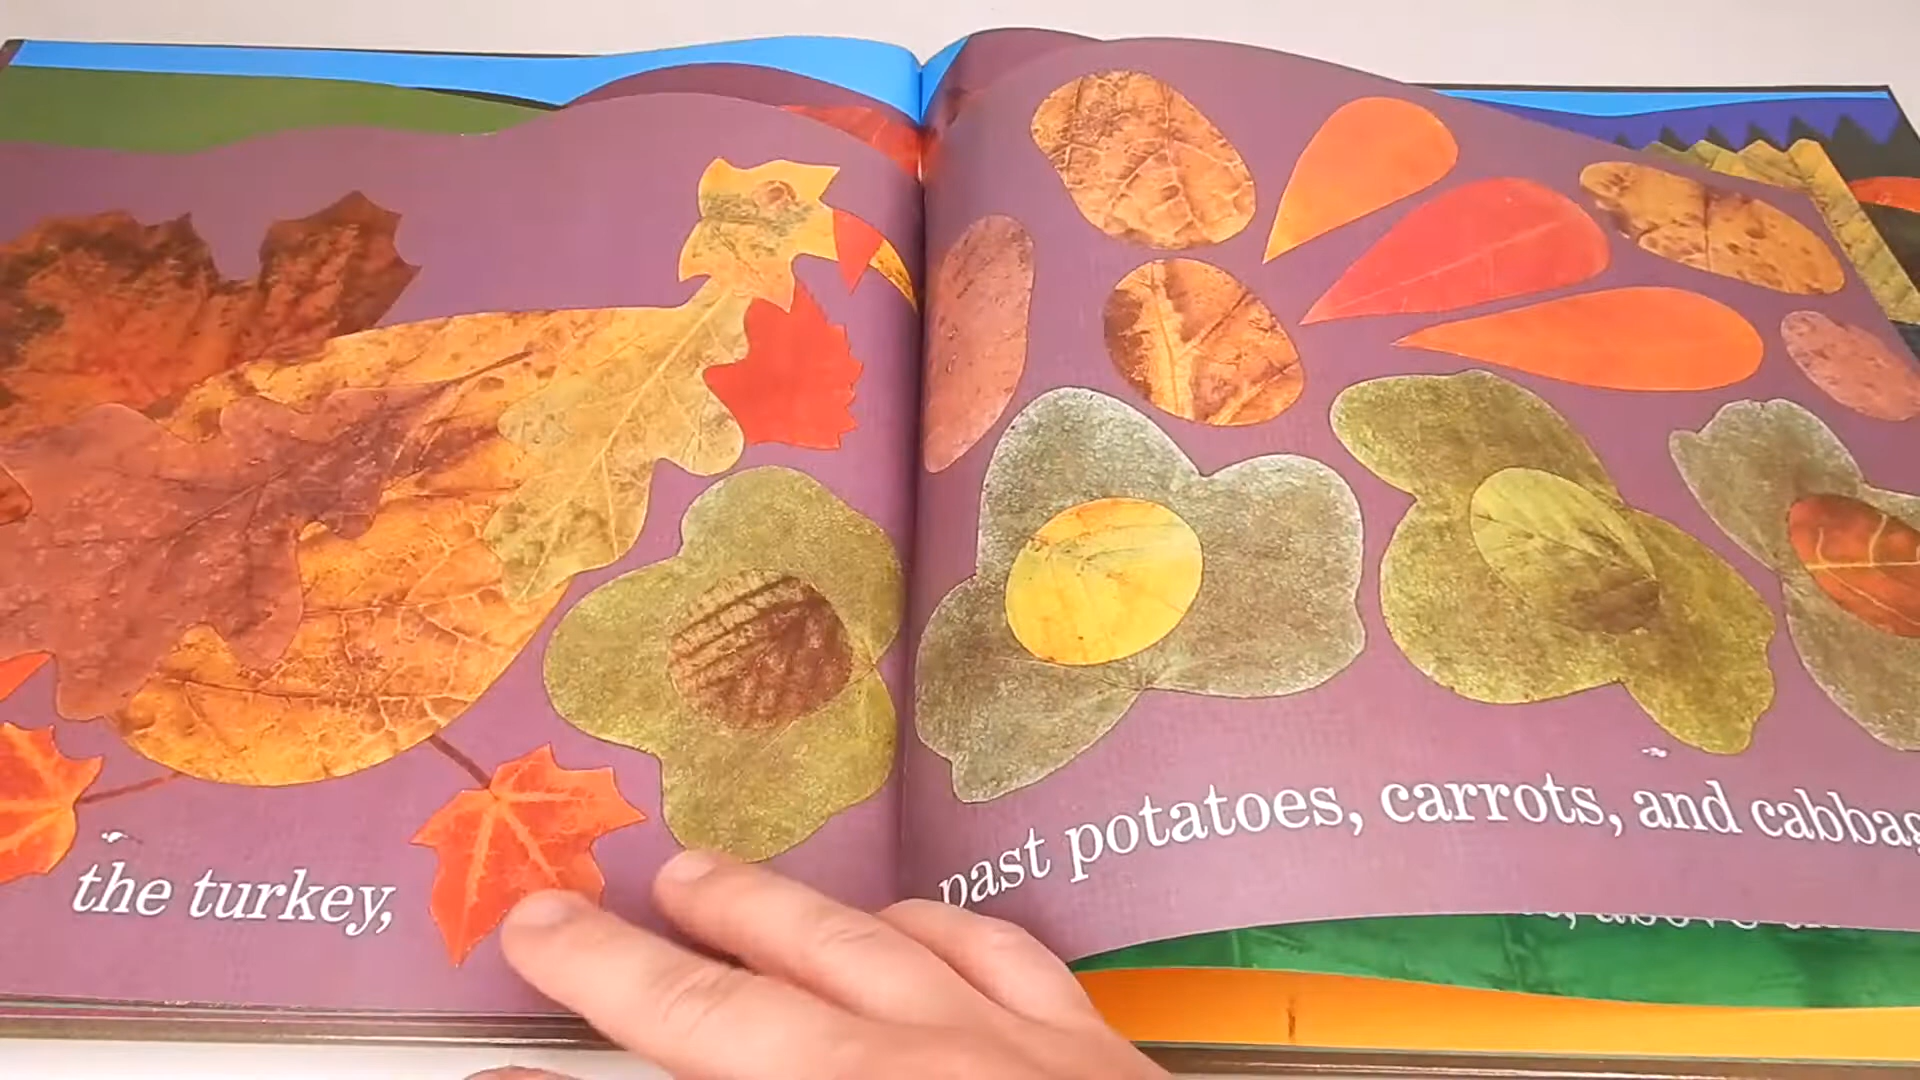 the turkey,
past potatoes, carrots, and